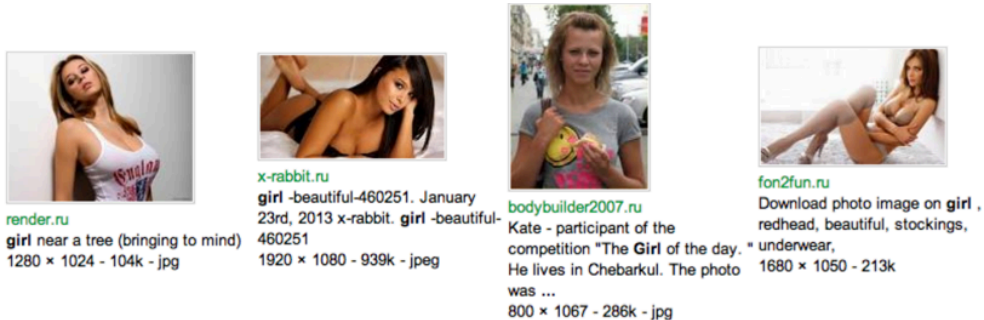 England
render.ru
girl near a tree (bringing to mind)
1280 × 1024 - 104k - jpg
x-rabbit.ru
girl -beautiful-460251. January
23rd, 2013 x-rabbit. girl -beautiful-
460251
1920 × 1080 - 939k - jpeg
bodybuilder2007.ru
Kate - participant of the
competition "The Girl of the day. "
He lives in Chebarkul. The photo
was ...
800 × 1067 - 286k - jpg
fon2fun.ru
Download photo image on girl ,
redhead, beautiful, stockings,
underwear,
1680 × 1050 - 213k